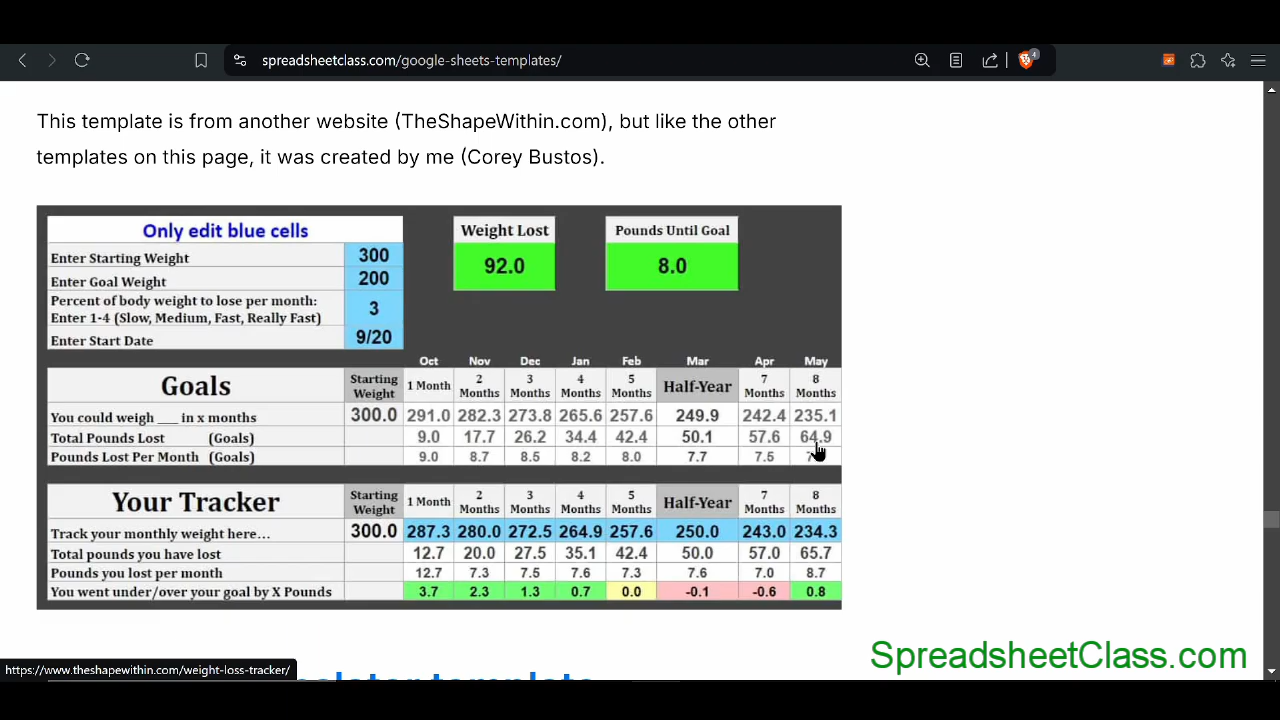 spreadsheetclass.com/google-sheets-templates/
4
This template is from another website (TheShapeWithin.com), but like the other
templates on this page, it was created by me (Corey Bustos).
Only edit blue cells
Weight Lost
Pounds Until Goal
Enter Starting Weight 300
92.0 8.0
Enter Goal Weight 200
Percent of body weight to lose per month:
Enter 1-4 (Slow, Medium, Fast, Really Fast) 3
Enter Start Date 9/20
Oct Nov Dec Jan Feb Mar Apr May
Goals Starting Weight 1 Month 2 Months 3 Months 4 Months 5 Months Half-Year 7 Months 8 Months
You could weigh ___ in x months 300.0 291.0 282.3 273.8 265.6 257.6 249.9 242.4 235.1
Total Pounds Lost (Goals) 9.0 17.7 26.2 34.4 42.4 50.1 57.6 64.9
Pounds Lost Per Month (Goals) 9.0 8.7 8.5 8.2 8.0 7.7 7.5
Your Tracker Starting Weight 1 Month 2 Months 3 Months 4 Months 5 Months Half-Year 7 Months 8 Months
Track your monthly weight here... 300.0 287.3 280.0 272.5 264.9 257.6 250.0 243.0 234.3
Total pounds you have lost 12.7 20.0 27.5 35.1 42.4 50.0 57.0 65.7
Pounds you lost per month 12.7 7.3 7.5 7.6 7.3 7.6 7.0 8.7
You went under/over your goal by X Pounds 3.7 2.3 1.3 0.7 0.0 -0.1 -0.6 0.8
SpreadsheetClass.com
https://www.theshapewithin.com/weight-loss-tracker/
template